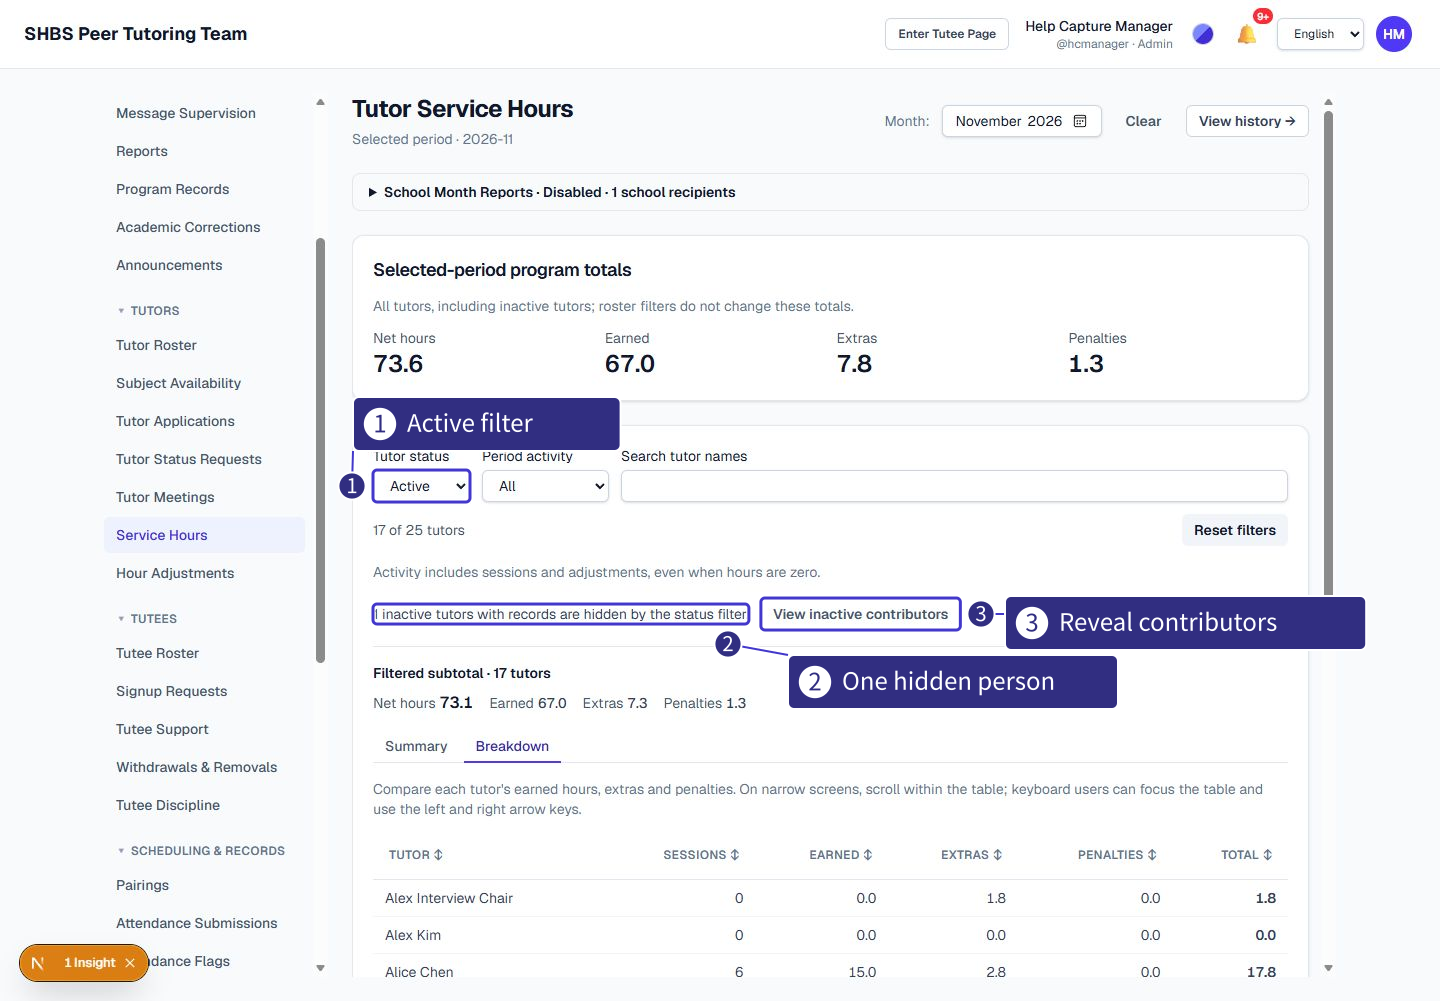 SHBS Peer Tutoring Team
Enter Tutee Page
Help Capture Manager
@hcmanager · Admin
9+
English
HM
Message Supervision
Reports
Program Records
Academic Corrections
Announcements
TUTORS
Tutor Roster
Subject Availability
Tutor Applications
Tutor Status Requests
Tutor Meetings
Service Hours
Hour Adjustments
TUTEES
Tutee Roster
Signup Requests
Tutee Support
Withdrawals & Removals
Tutee Discipline
SCHEDULING & RECORDS
Pairings
Attendance Submissions
dance Flags
N 1 Insight ×
Tutor Service Hours
Selected period · 2026-11
Month: November 2026 Clear View history →
School Month Reports · Disabled · 1 school recipients
Selected-period program totals
All tutors, including inactive tutors; roster filters do not change these totals.
Net hours Earned Extras Penalties
73.6 67.0 7.8 1.3
1 Active filter
Tutor status Period activity Search tutor names
1 Active All
17 of 25 tutors Reset filters
Activity includes sessions and adjustments, even when hours are zero.
inactive tutors with records are hidden by the status filter View inactive contributors 3
3 Reveal contributors
2
2 One hidden person
Filtered subtotal · 17 tutors
Net hours 73.1 Earned 67.0 Extras 7.3 Penalties 1.3
Summary Breakdown
Compare each tutor's earned hours, extras and penalties. On narrow screens, scroll within the table; keyboard users can focus the table and
use the left and right arrow keys.
TUTOR SESSIONS EARNED EXTRAS PENALTIES TOTAL
Alex Interview Chair 0 0.0 1.8 0.0 1.8
Alex Kim 0 0.0 0.0 0.0 0.0
Alice Chen 6 15.0 2.8 0.0 17.8